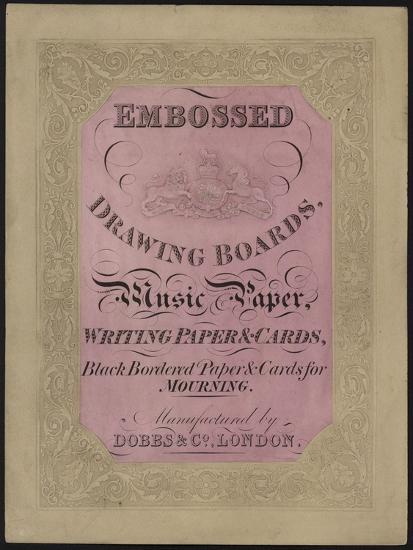 EMBOSSED
DRAWING BOARDS,
Music Paper,
WRITING PAPER & CARDS,
Black Bordered Paper & Cards for
MOURNING.
Manufactured by
DOBBS & Co., LONDON.